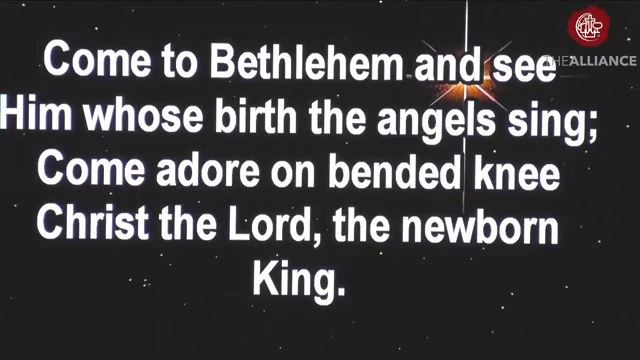 THE ALLIANCE
Come to Bethlehem and see
Him whose birth the angels sing;
Come adore on bended knee
Christ the Lord, the newborn
King.